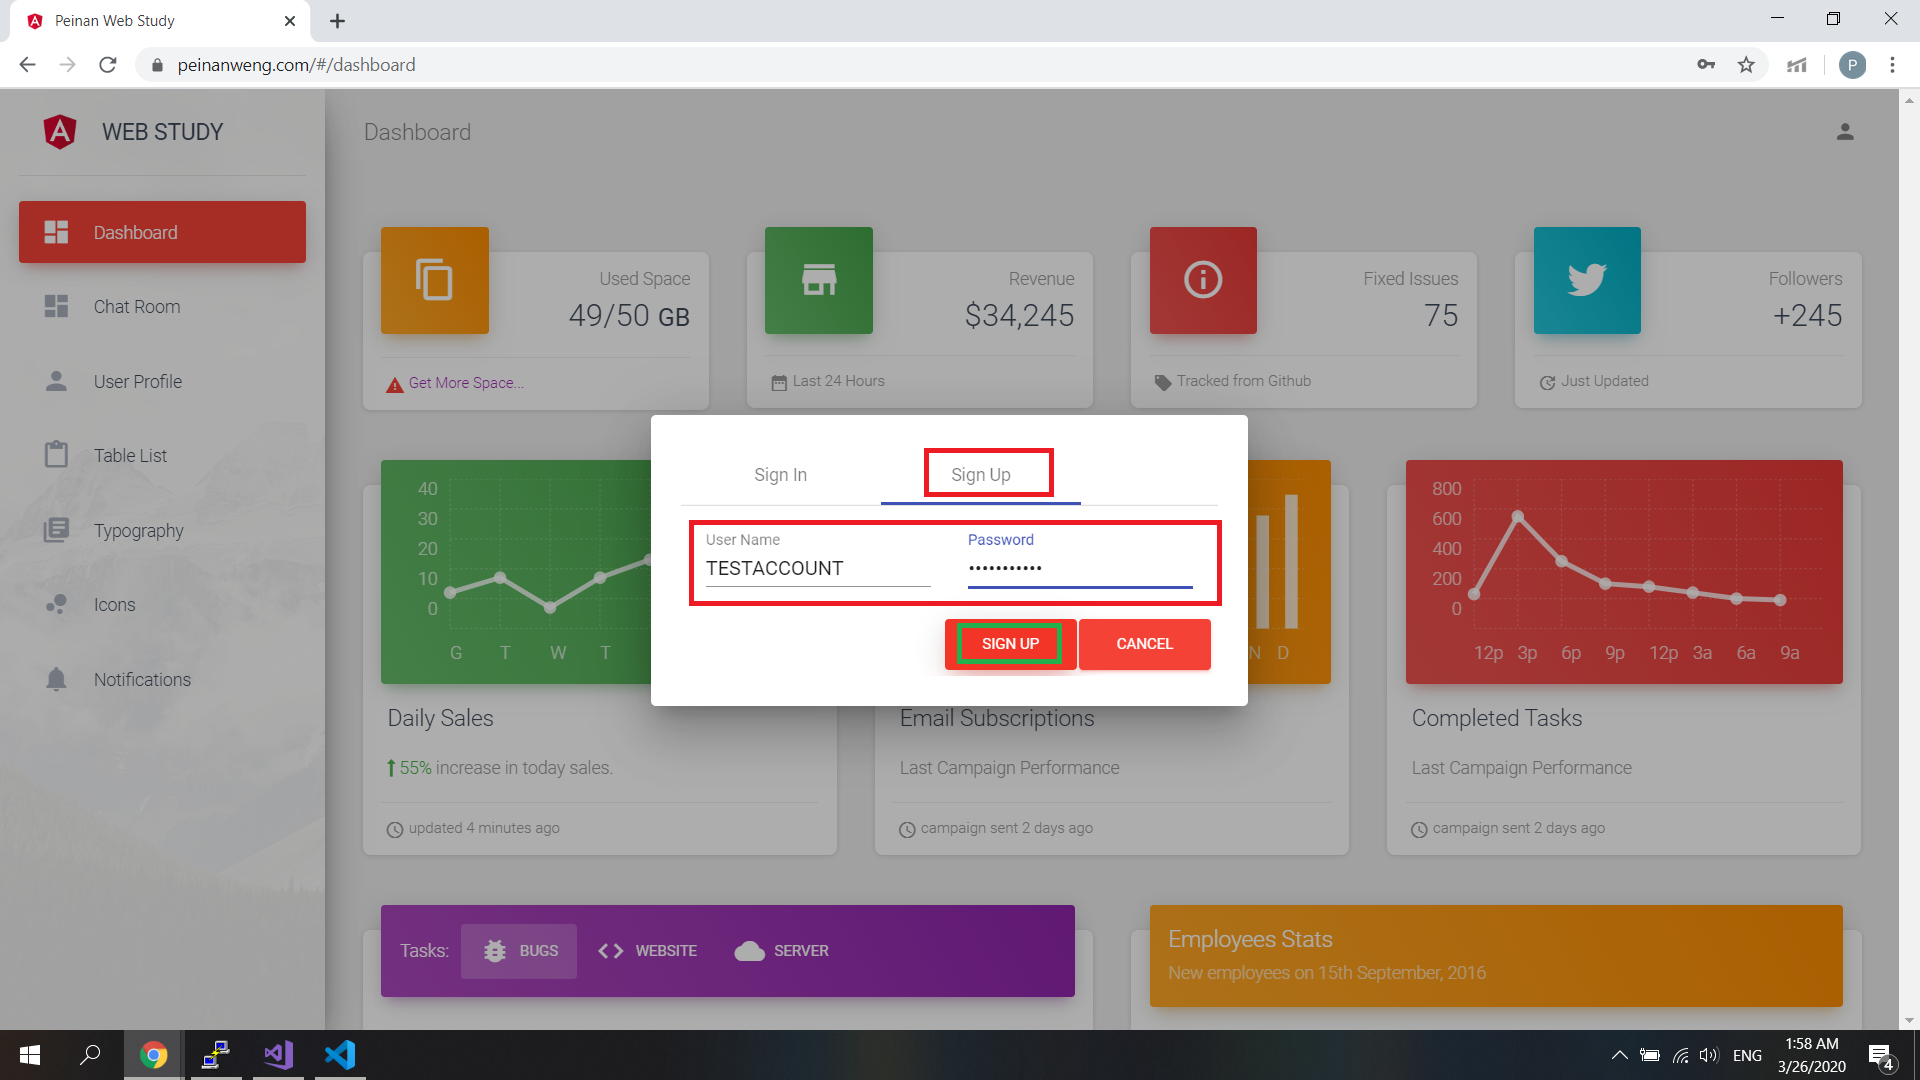 Peinan Web Study
peinanweng.com/#/dashboard
P
WEB STUDY
Dashboard
Dashboard
Chat Room
User Profile
Table List
Typography
Icons
Notifications
Used Space
49/50 GB
Get More Space...
Revenue
$34,245
Last 24 Hours
Fixed Issues
75
Tracked from Github
Followers
+245
Just Updated
Sign In
Sign Up
User Name
Password
TESTACCOUNT
•••••••••••
SIGN UP
CANCEL
40
30
20
10
0
G T W T
N D
800
600
400
200
0
12p 3p 6p 9p 12p 3a 6a 9a
Daily Sales
55% increase in today sales.
updated 4 minutes ago
Email Subscriptions
Last Campaign Performance
campaign sent 2 days ago
Completed Tasks
Last Campaign Performance
campaign sent 2 days ago
Tasks: BUGS WEBSITE SERVER
Employees Stats
New employees on 15th September, 2016
ENG
1:58 AM
3/26/2020
4